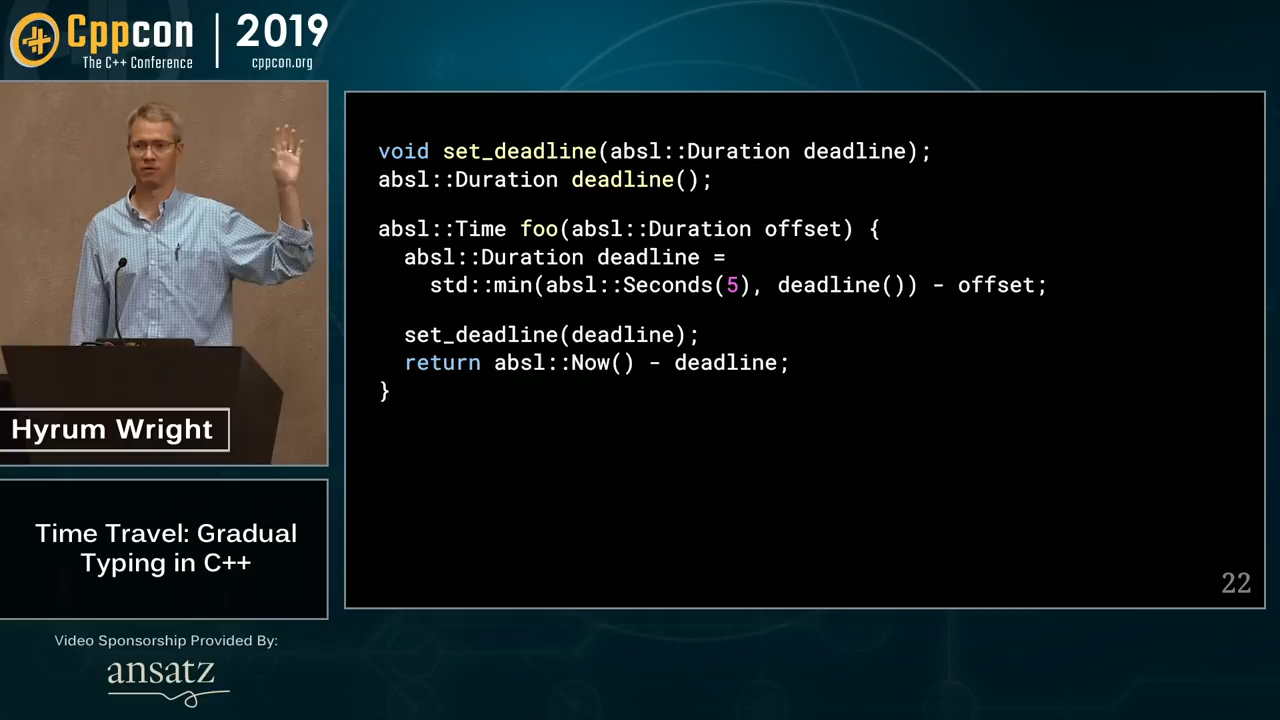 Cppcon
The C++ Conference
2019
cppcon.org
void set_deadline(absl::Duration deadline);
absl::Duration deadline();
absl::Time foo(absl::Duration offset) {
absl::Duration deadline =
std::min(absl::Seconds(5), deadline()) - offset;
set_deadline(deadline);
return absl::Now() - deadline;
}
22
Hyrum Wright
Time Travel: Gradual
Typing in C++
Video Sponsorship Provided By:
ansatz